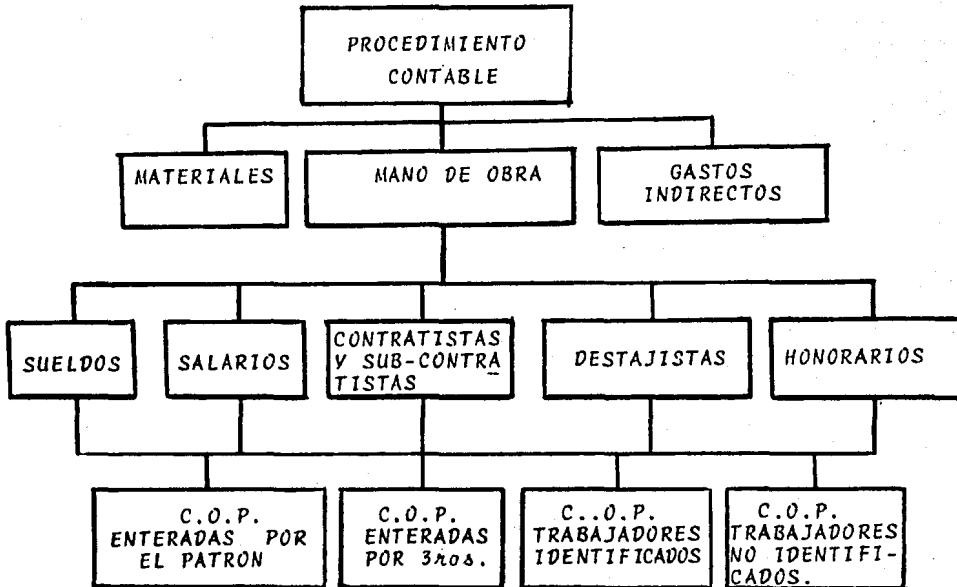 PROCEDIMIENTO
CONTABLE
MATERIALES
MANO DE OBRA
GASTOS
INDIRECTOS
SUELDOS
SALARIOS
CONTRATISTAS
Y SUB-CONTRA
TISTAS
DESTAJISTAS
HONORARIOS
C.O.P.
ENTERADAS POR
EL PATRON
C.O.P.
ENTERADAS
POR 3ros.
C..O.P.
TRABAJADORES
IDENTIFICADOS
C.O.P.
TRABAJADORES
NO IDENTIFI-
CADOS.